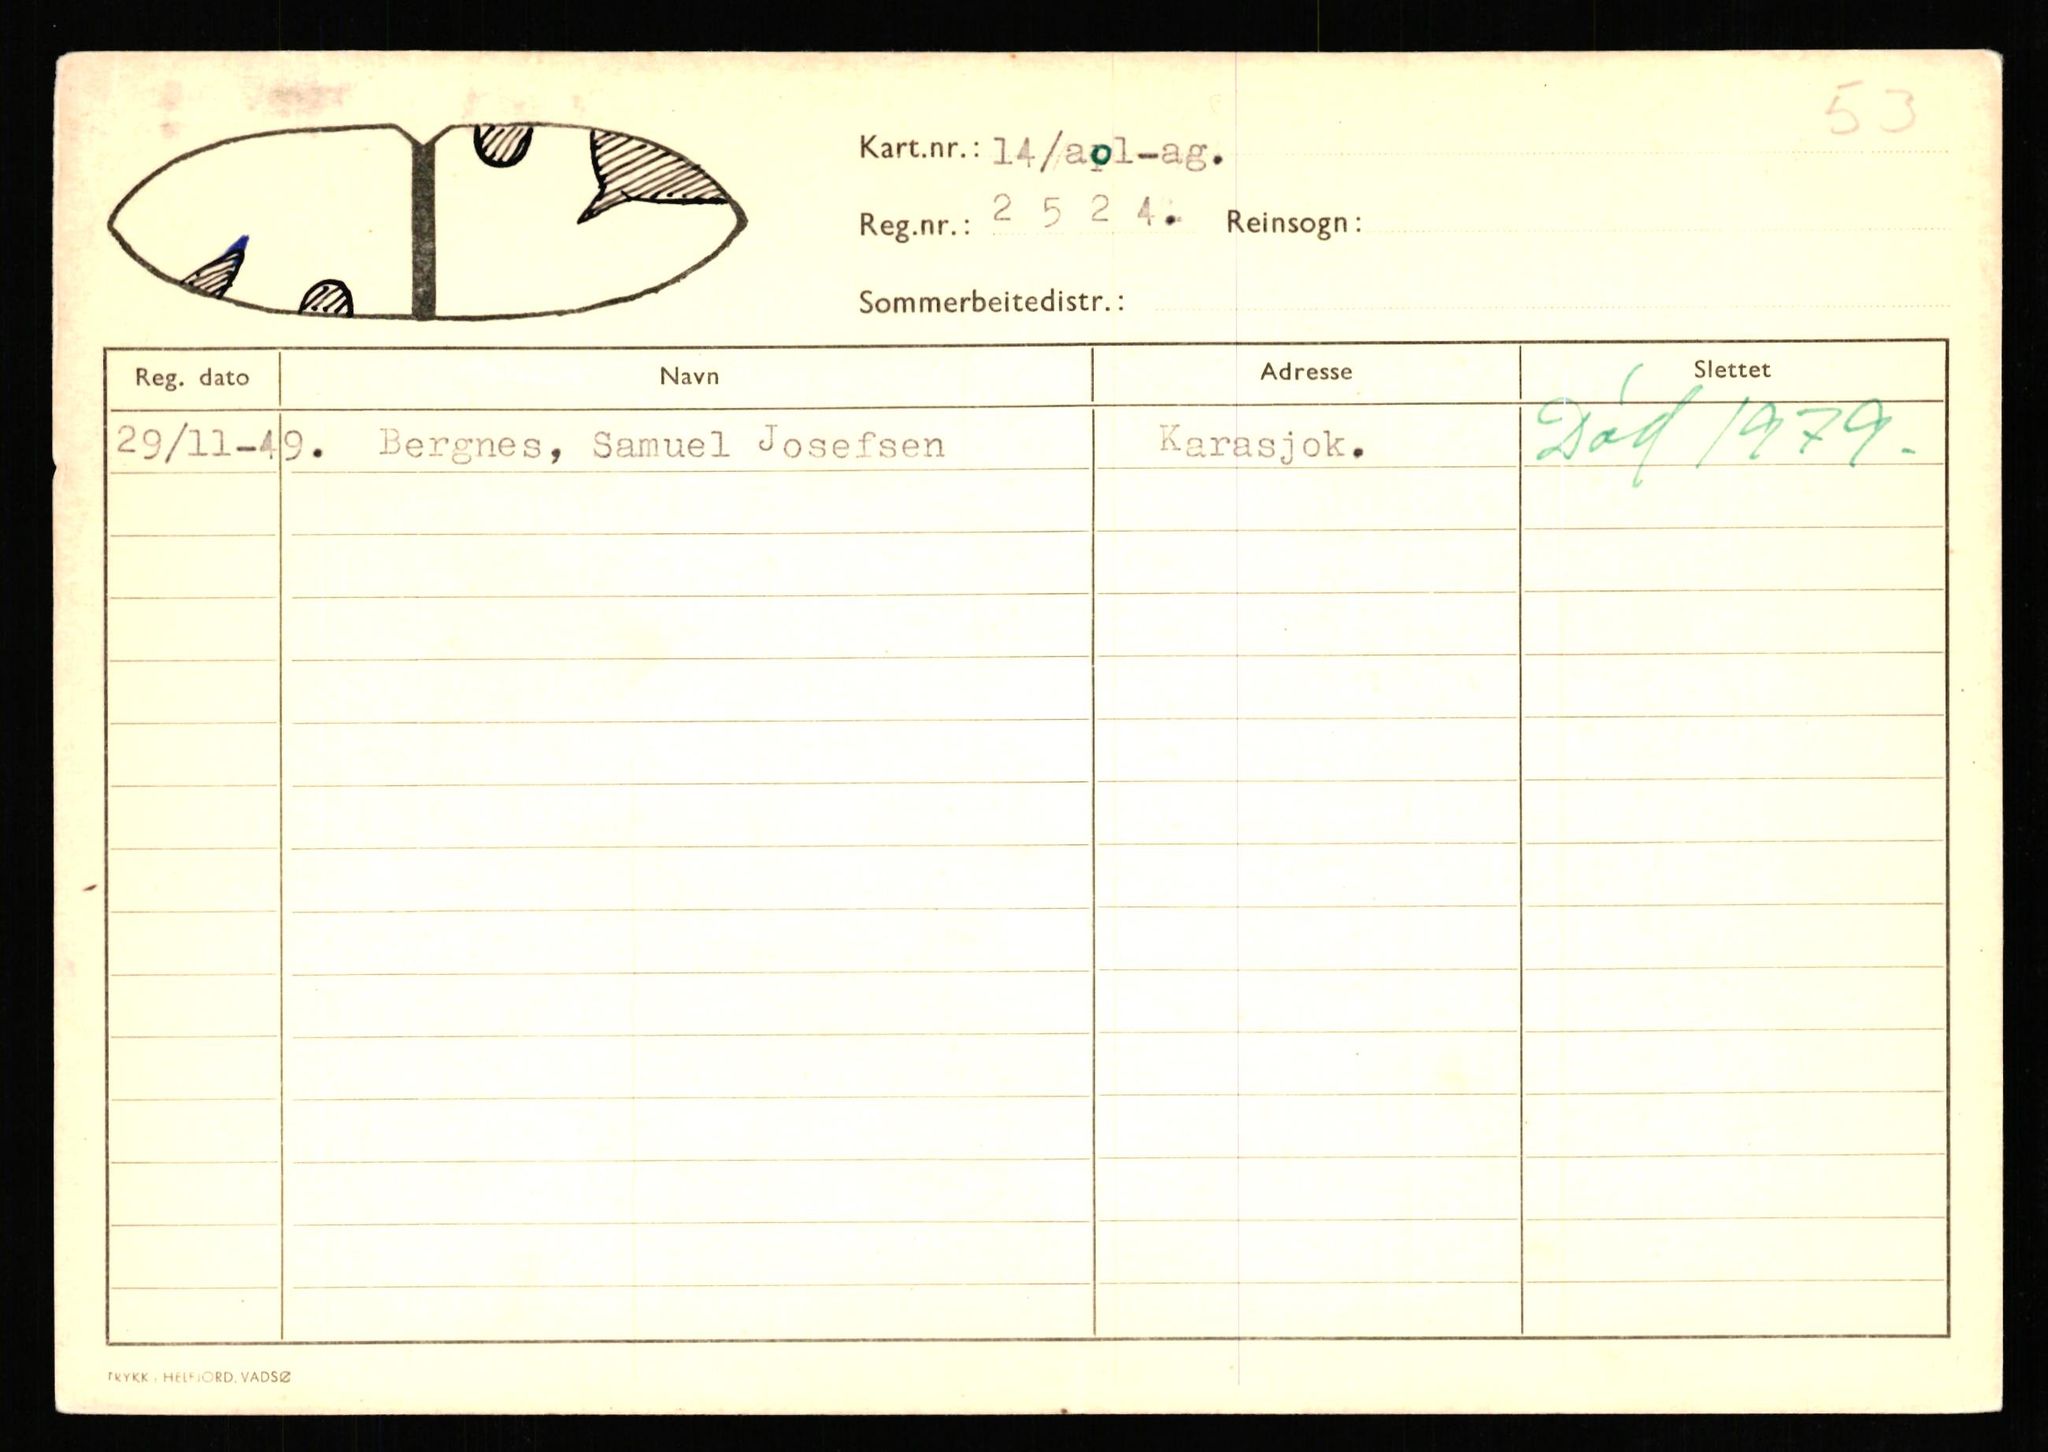 53
Kart.nr.: 14/aol-ag.
Reg.nr.: 2 5 2 4. Reinsogn:
Sommerbeitedistr.:
Reg. dato Navn Adresse Slettet
29/11-49. Bergnes, Samuel Josefsen Karasjok. Död 1979.-
TRYKK: HELFJORD, VADSØ